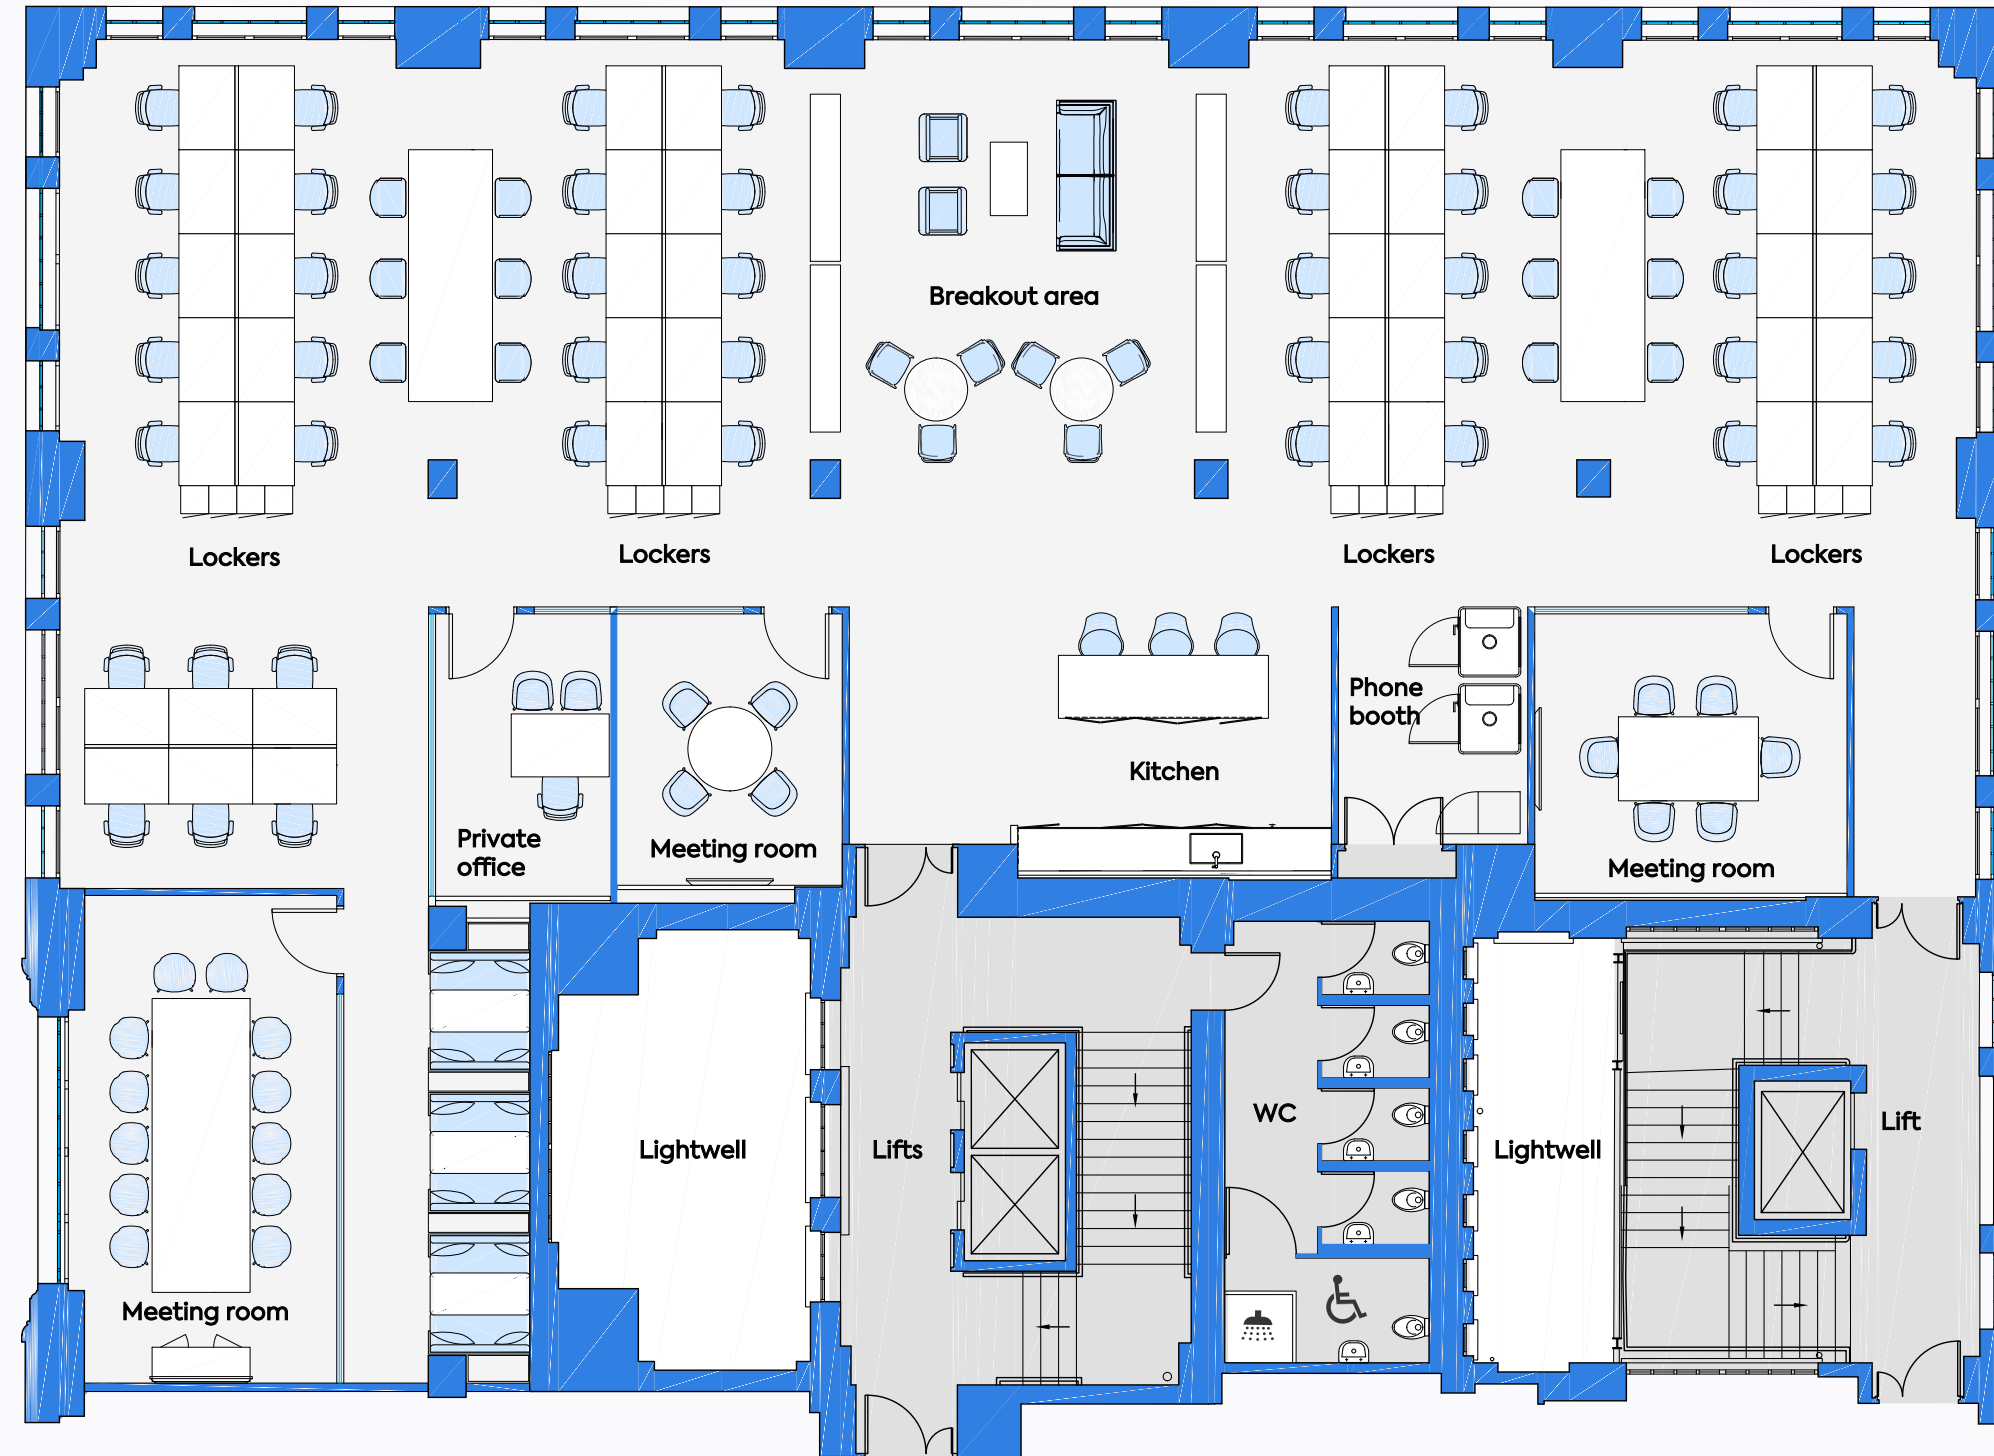 Breakout area
Lockers
Lockers
Lockers
Lockers
Phone
booth
Kitchen
Private
office
Meeting room
Meeting room
WC
Lightwell
Lifts
Lightwell
Lift
Meeting room